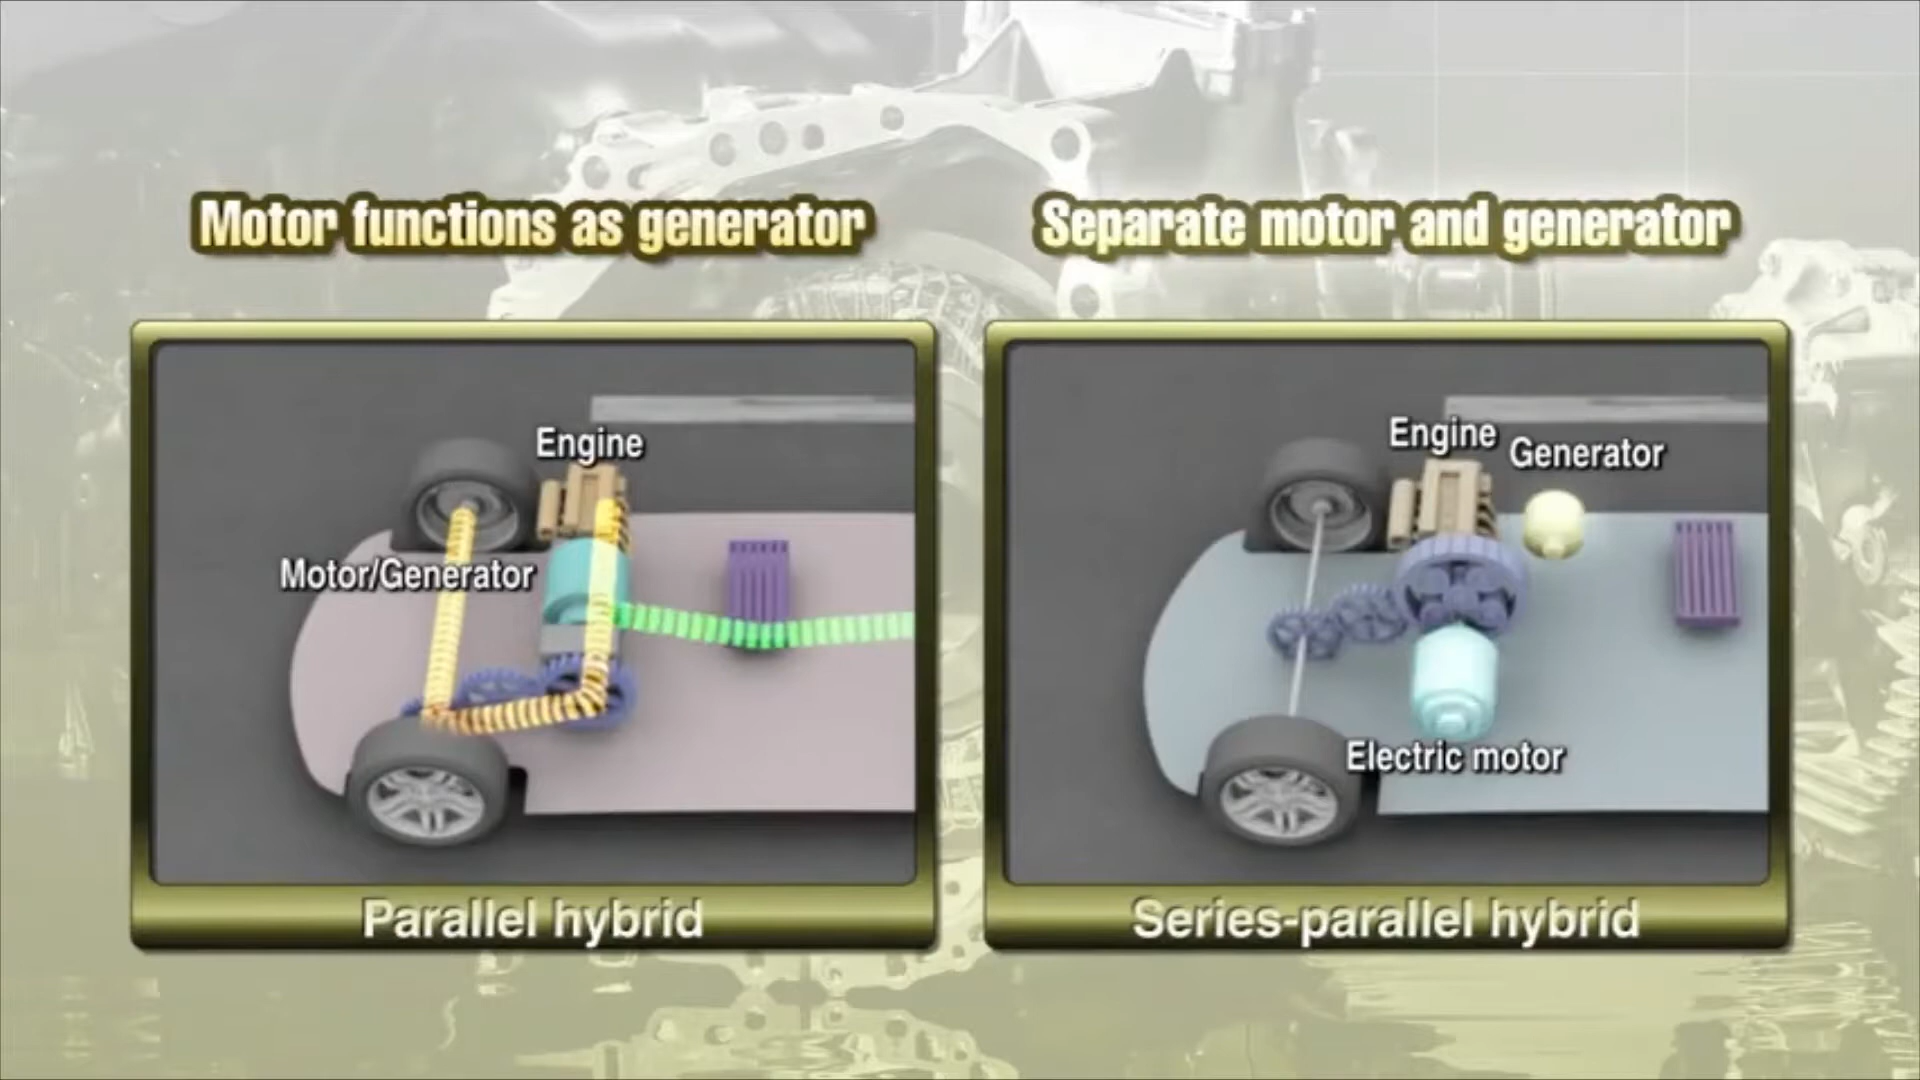 Motor functions as generator
Separate motor and generator
Engine
Motor/Generator
Parallel hybrid
Engine
Generator
Electric motor
Series-parallel hybrid